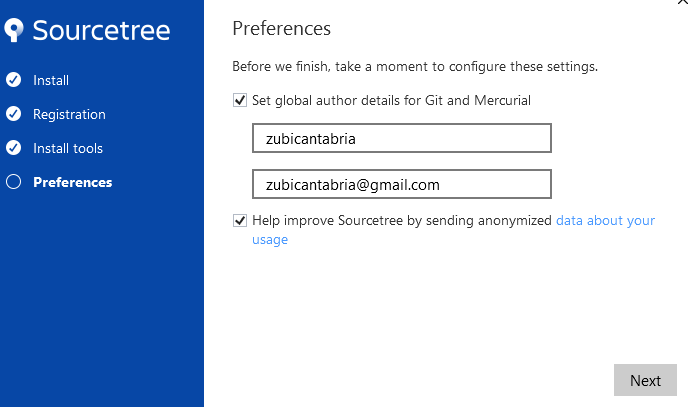 Sourcetree
Install
Registration
Install tools
Preferences
Preferences
Before we finish, take a moment to configure these settings.
Set global author details for Git and Mercurial
zubicantabria
zubicantabria@gmail.com
Help improve Sourcetree by sending anonymized data about your
usage
Next